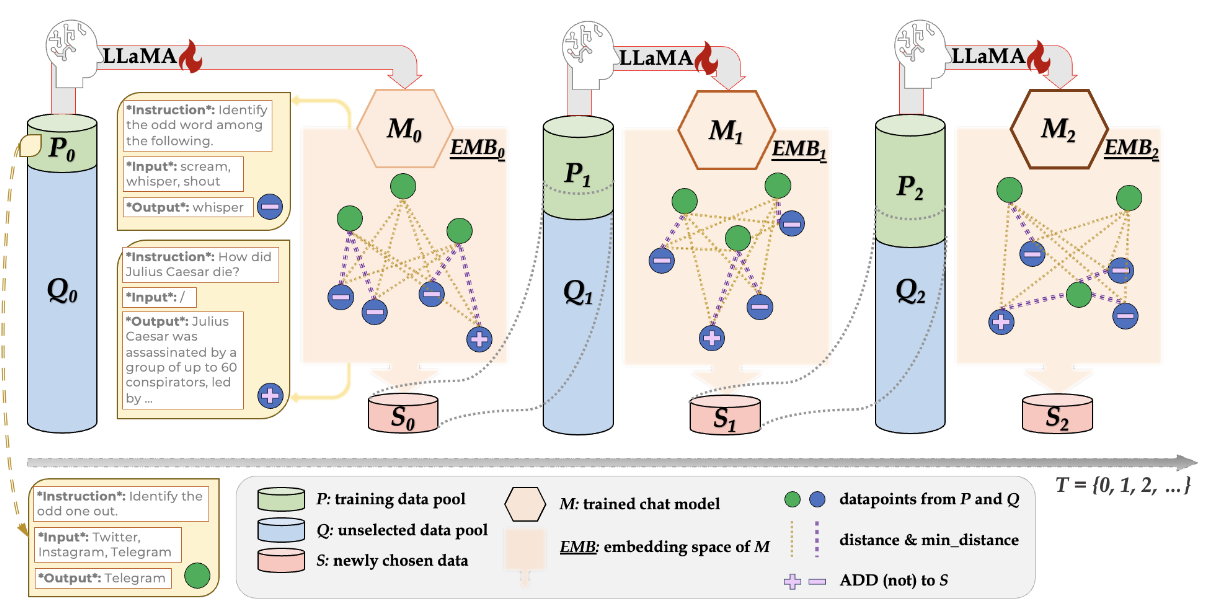 LLaMA
LLaMA
LLaMA
P0
Q0
*Instruction*: Identify
the odd word among
the following.
*Input*: scream,
whisper, shout
*Output*: whisper
*Instruction*: How did
Julius Caesar die?
*Input*: /
*Output*: Julius
Caesar was
assassinated by a
group of up to 60
conspirators, led
by ...
M0
EMB0
S0
P1
Q1
M1
EMB1
S1
P2
Q2
M2
EMB2
S2
T = {0, 1, 2, ...}
*Instruction*: Identify the
odd one out.
*Input*: Twitter,
Instagram, Telegram
*Output*: Telegram
P: training data pool
Q: unselected data pool
S: newly chosen data
M: trained chat model
EMB: embedding space of M
datapoints from P and Q
distance & min_distance
ADD (not) to S